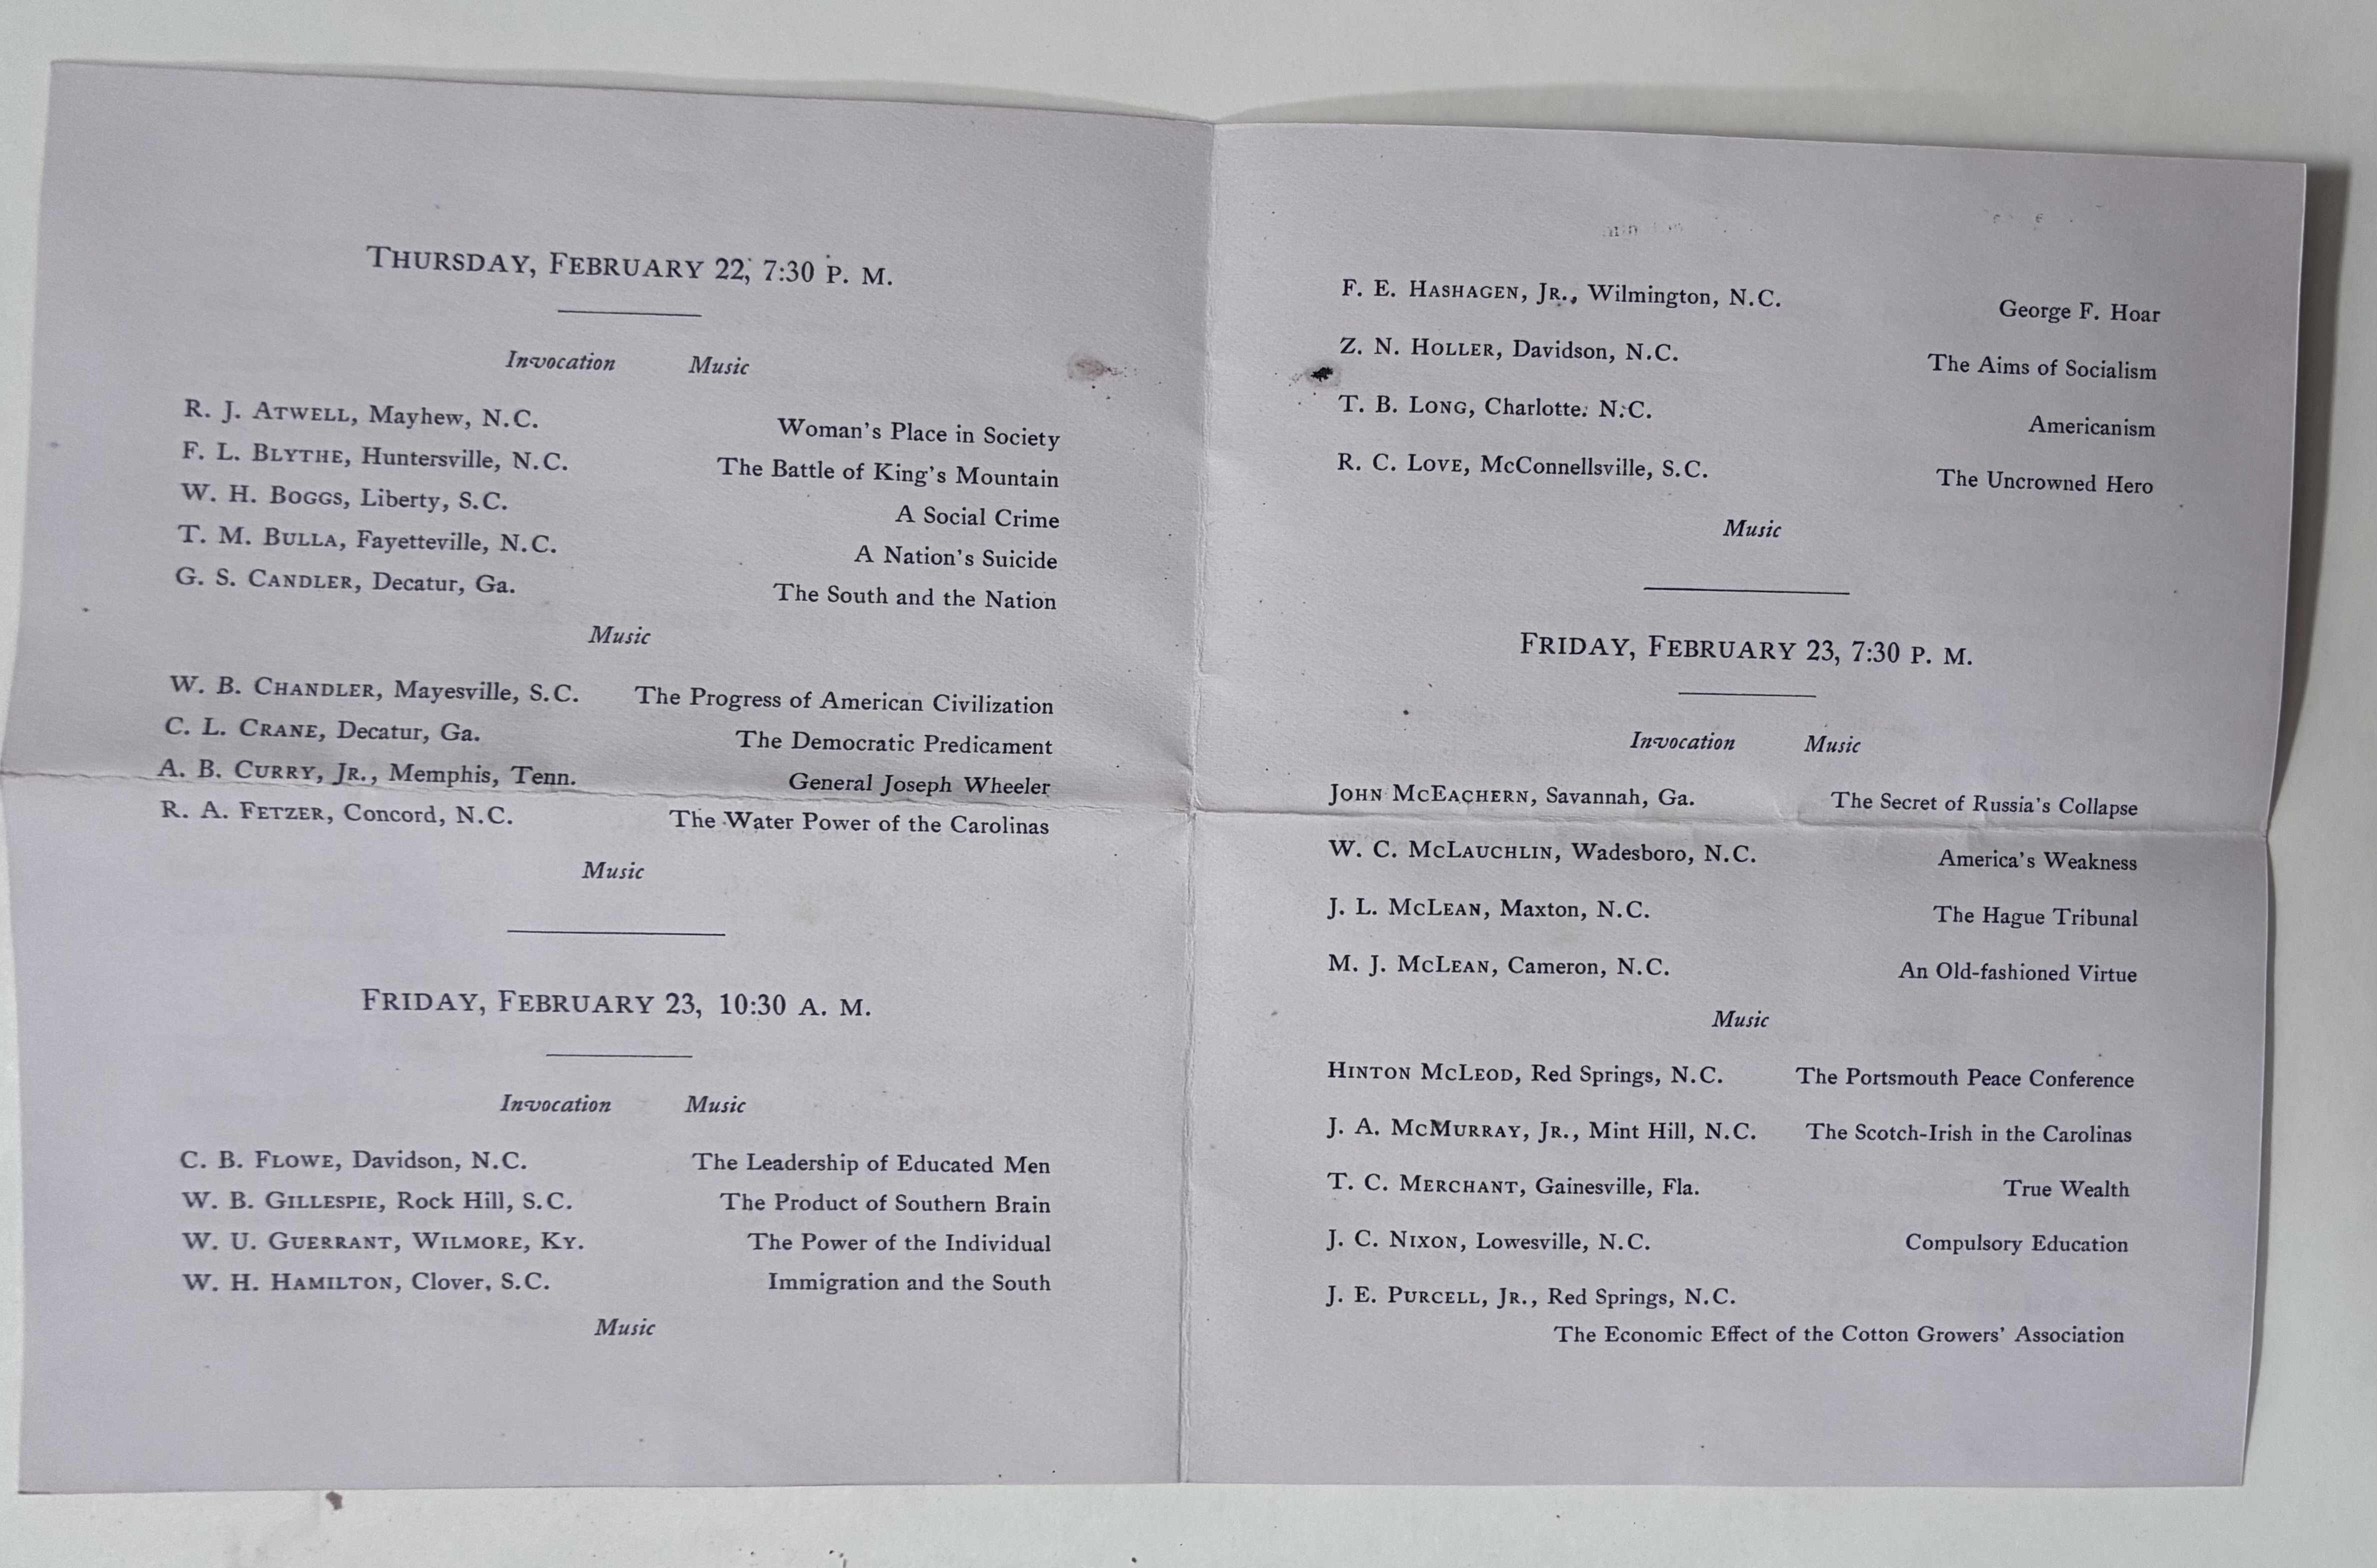 THURSDAY, FEBRUARY 22, 7:30 P. M.
Invocation Music
R. J. ATWELL, Mayhew, N.C. Woman's Place in Society
F. L. BLYTHE, Huntersville, N.C. The Battle of King's Mountain
W. H. BOGGS, Liberty, S.C. A Social Crime
T. M. BULLA, Fayetteville, N.C. A Nation's Suicide
G. S. CANDLER, Decatur, Ga. The South and the Nation
Music
W. B. CHANDLER, Mayesville, S.C. The Progress of American Civilization
C. L. CRANE, Decatur, Ga. The Democratic Predicament
A. B. CURRY, JR., Memphis, Tenn. General Joseph Wheeler
R. A. FETZER, Concord, N.C. The Water Power of the Carolinas
Music
FRIDAY, FEBRUARY 23, 10:30 A. M.
Invocation Music
C. B. FLOWE, Davidson, N.C. The Leadership of Educated Men
W. B. GILLESPIE, Rock Hill, S.C. The Product of Southern Brain
W. U. GUERRANT, WILMORE, KY. The Power of the Individual
W. H. HAMILTON, Clover, S.C. Immigration and the South
Music
F. E. HASHAGEN, JR., Wilmington, N.C. George F. Hoar
Z. N. HOLLER, Davidson, N.C. The Aims of Socialism
T. B. LONG, Charlotte. N.C. Americanism
R. C. LOVE, McConnellsville, S.C. The Uncrowned Hero
Music
FRIDAY, FEBRUARY 23, 7:30 P. M.
Invocation Music
JOHN MCEACHERN, Savannah, Ga. The Secret of Russia's Collapse
W. C. MCLAUCHLIN, Wadesboro, N.C. America's Weakness
J. L. MCLEAN, Maxton, N.C. The Hague Tribunal
M. J. MCLEAN, Cameron, N.C. An Old-fashioned Virtue
Music
HINTON MCLEOD, Red Springs, N.C. The Portsmouth Peace Conference
J. A. MCMURRAY, JR., Mint Hill, N.C. The Scotch-Irish in the Carolinas
T. C. MERCHANT, Gainesville, Fla. True Wealth
J. C. NIXON, Lowesville, N.C. Compulsory Education
J. E. PURCELL, JR., Red Springs, N.C.
The Economic Effect of the Cotton Growers' Association